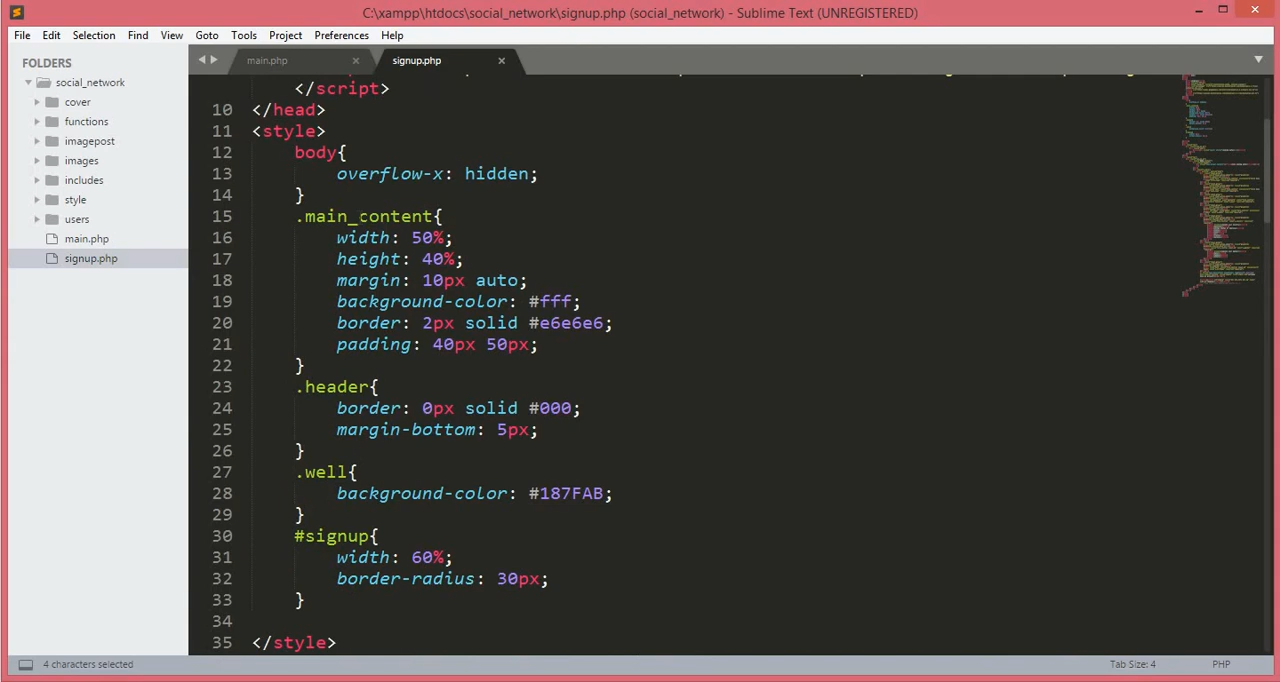 C:\xampp\htdocs\social_network\signup.php (social_network) - Sublime Text (UNREGISTERED)
File Edit Selection Find View Goto Tools Project Preferences Help
FOLDERS
social_network
cover
functions
imagepost
images
includes
style
users
main.php
signup.php
main.php signup.php
</script>
10 </head>
11 <style>
12 body{
13 overflow-x: hidden;
14 }
15 .main_content{
16 width: 50%;
17 height: 40%;
18 margin: 10px auto;
19 background-color: #fff;
20 border: 2px solid #e6e6e6;
21 padding: 40px 50px;
22 }
23 .header{
24 border: 0px solid #000;
25 margin-bottom: 5px;
26 }
27 .well{
28 background-color: #187FAB;
29 }
30 #signup{
31 width: 60%;
32 border-radius: 30px;
33 }
34
35 </style>
4 characters selected Tab Size: 4 PHP